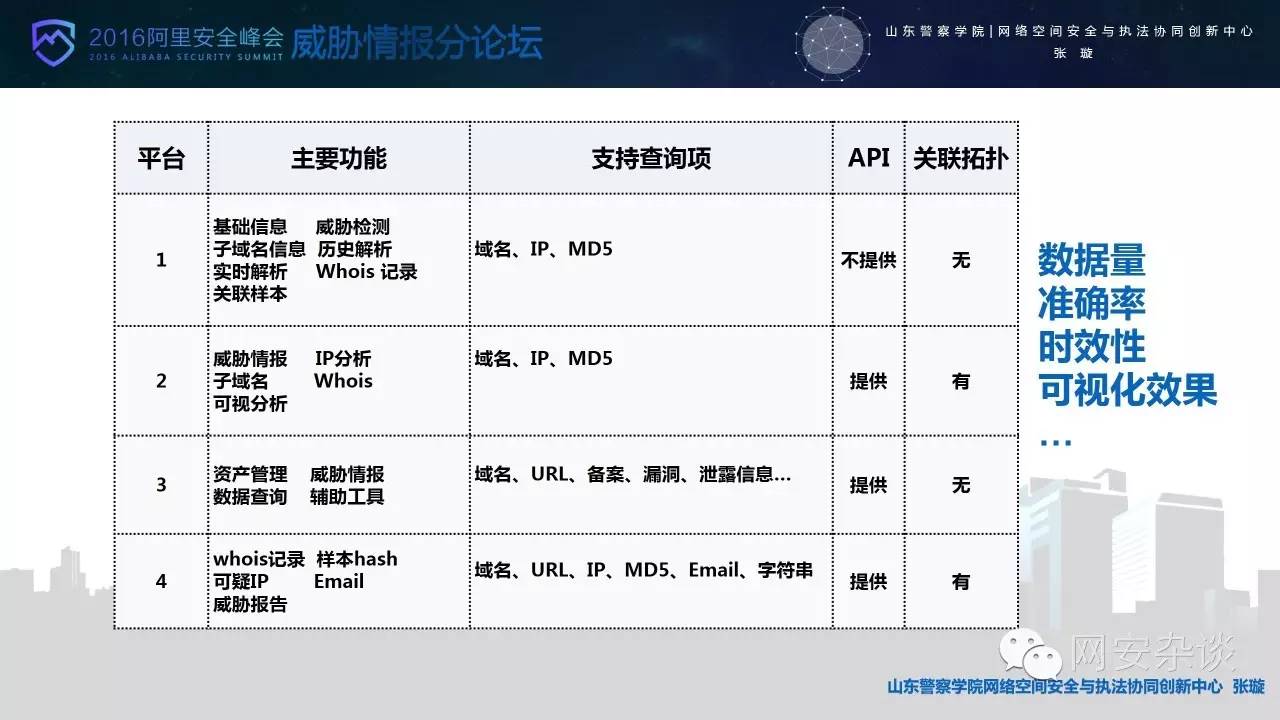 2016阿里安全峰会 威胁情报分论坛
2016 ALIBABA SECURITY SUMMIT
山东警察学院|网络空间安全与执法协同创新中心
张 璇
平台 主要功能 支持查询项 API 关联拓扑
1
基础信息 威胁检测
子域名信息 历史解析
实时解析 Whois 记录
关联样本
域名、IP、MD5
不提供
无
2
威胁情报 IP分析
子域名 Whois
可视分析
域名、IP、MD5
提供
有
3
资产管理 威胁情报
数据查询 辅助工具
域名、URL、备案、漏洞、泄露信息...
提供
无
4
whois记录 样本hash
可疑IP Email
威胁报告
域名、URL、IP、MD5、Email、字符串
提供
有
数据量
准确率
时效性
可视化效果
...
网安杂谈
山东警察学院网络空间安全与执法协同创新中心 张璇